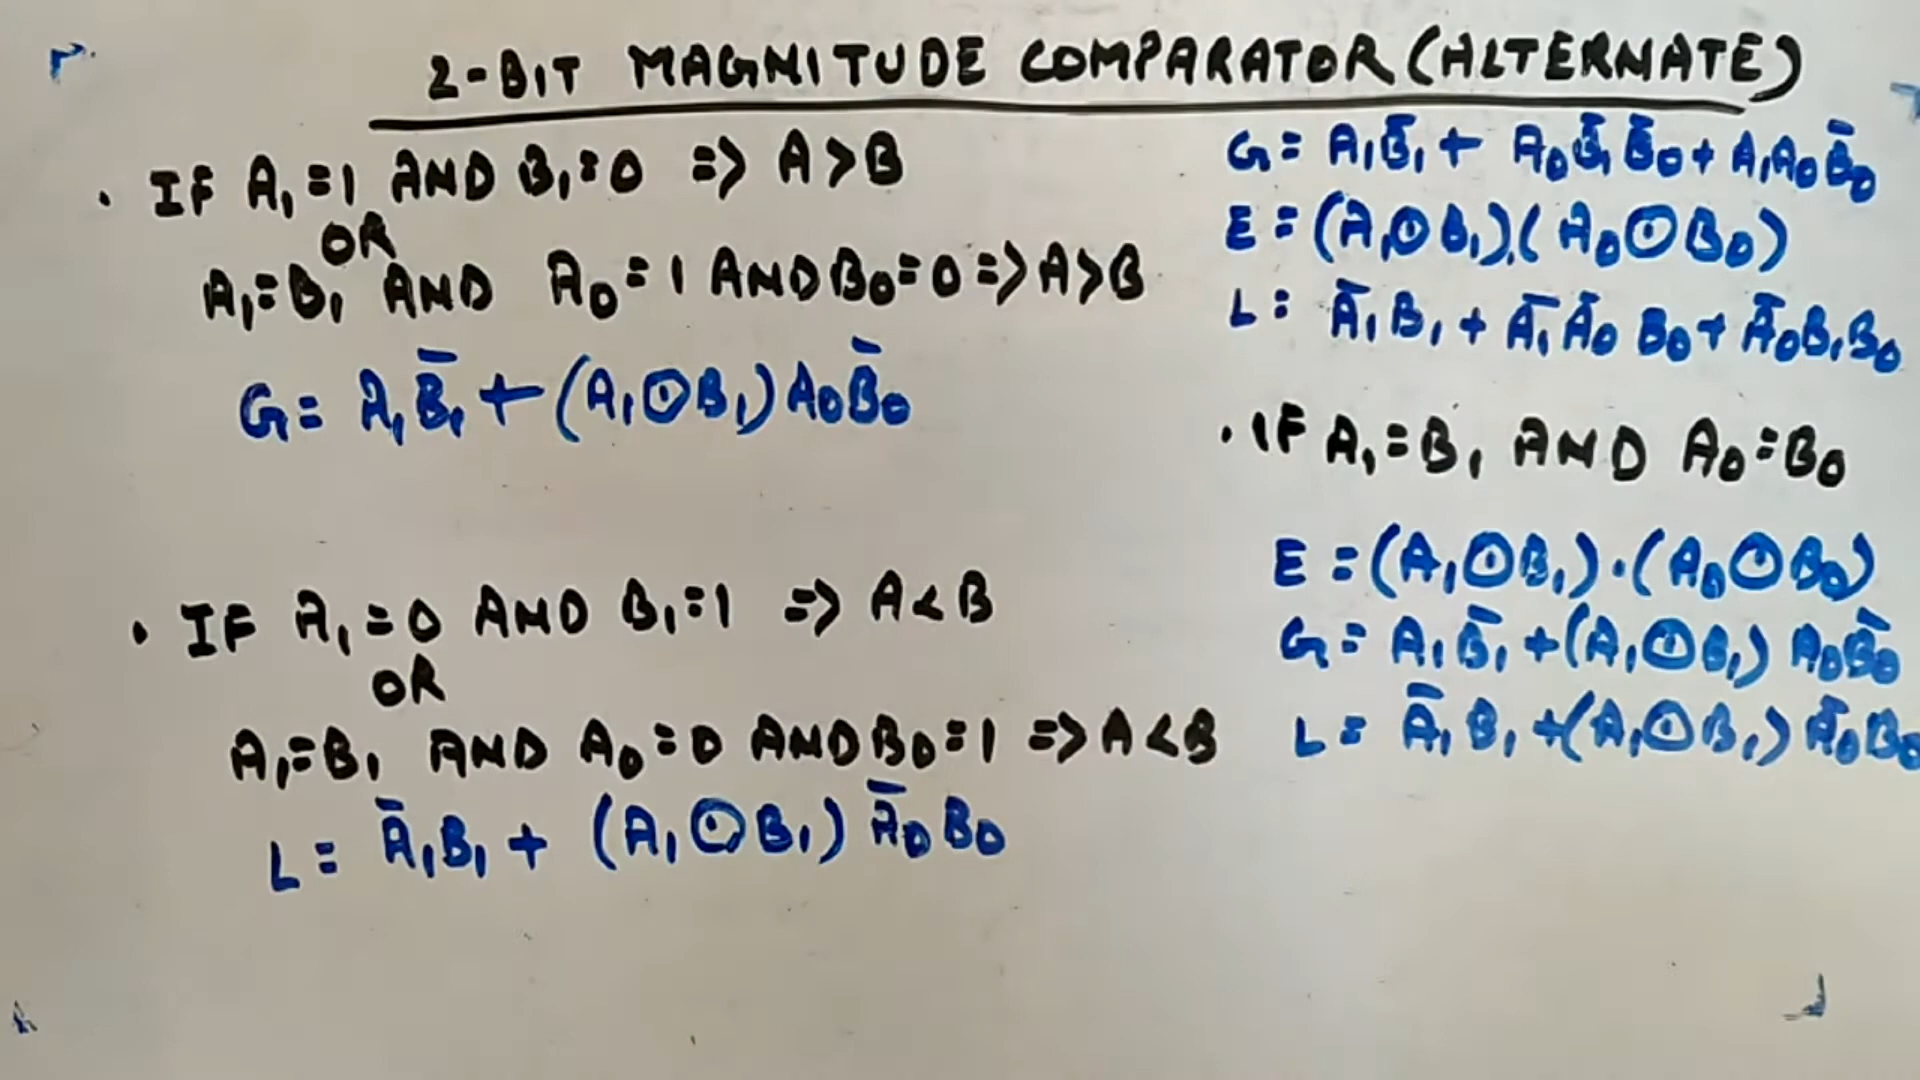 2-BIT MAGNITUDE COMPARATOR (ALTERNATE)
. IF A₁=1 AND B₁=0 => A>B
OR
A₁=B₁ AND A₀=1 AND B₀=0 => A>B
G= A₁B̄₁ + (A₁⊙B₁) A₀B̄₀
. IF A₁=0 AND B₁=1 => A<B
OR
A₁=B₁ AND A₀=0 AND B₀=1 => A<B
L= Ā₁B₁ + (A₁⊙B₁) Ā₀B₀
G= A₁B̄₁ + A₀B̄₁B̄₀ + A₁A₀B̄₀
E=(A₁⊙B₁).(A₀⊙B₀)
L= Ā₁B₁ + Ā₁Ā₀B₀ + Ā₀B₁B₀
. IF A₁=B₁ AND A₀=B₀
E=(A₁⊙B₁).(A₀⊙B₀)
G= A₁B̄₁ +(A₁⊙B₁) A₀B̄₀
L= Ā₁B₁ +(A₁⊙B₁) Ā₀B₀